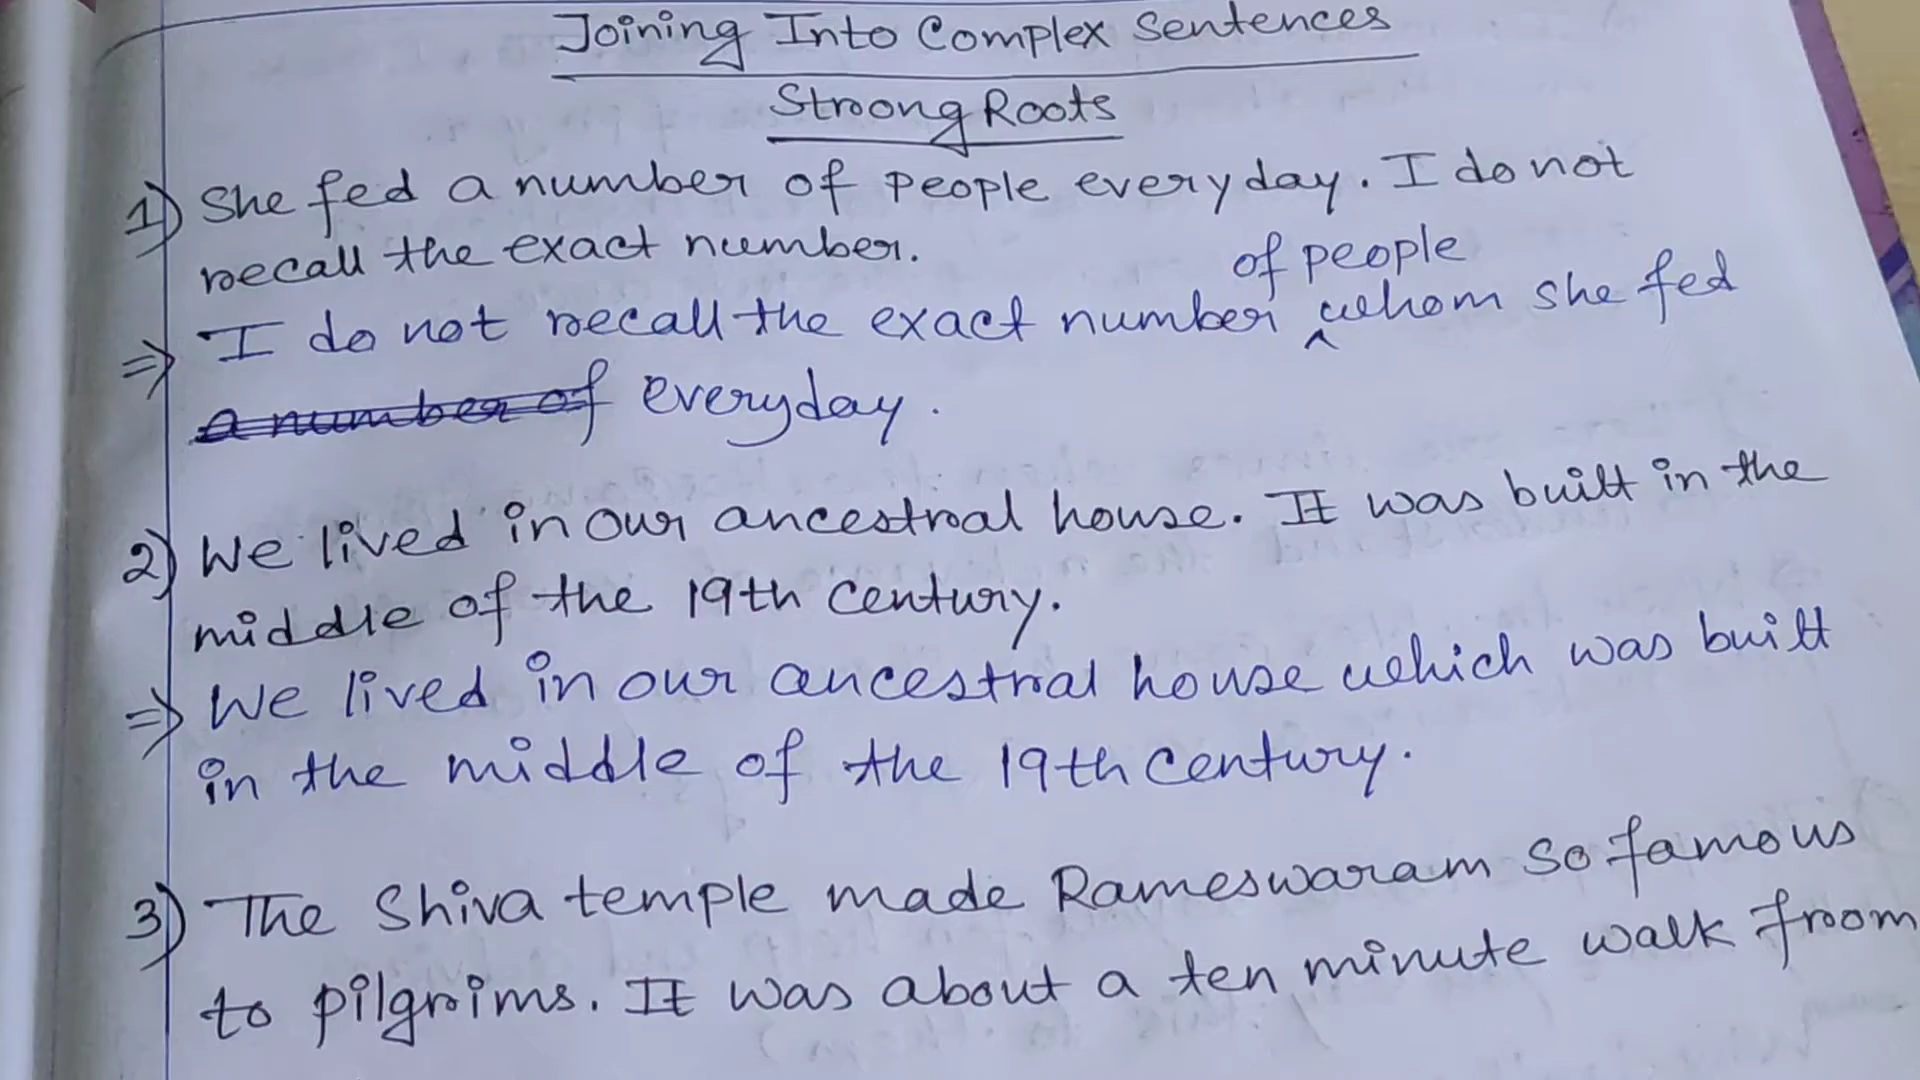 Joining Into Complex Sentences
Strong Roots
1) She fed a number of people everyday. I do not
recall the exact number.
of people
⇒ I do not recall the exact number ^ whom she fed
a number of everyday.
2) We lived in our ancestral house. It was built in the
middle of the 19th century.
⇒ We lived in our ancestral house which was built
in the middle of the 19th century.
3) The Shiva temple made Rameswaram so famous
to pilgrims. It was about a ten minute walk from